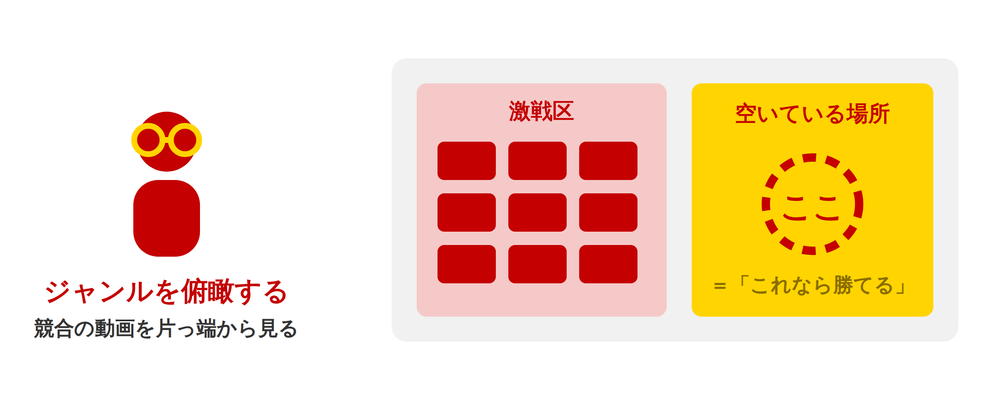 ジャンルを俯瞰する
競合の動画を片っ端から見る
激戦区
空いている場所
ここ
＝「これなら勝てる」